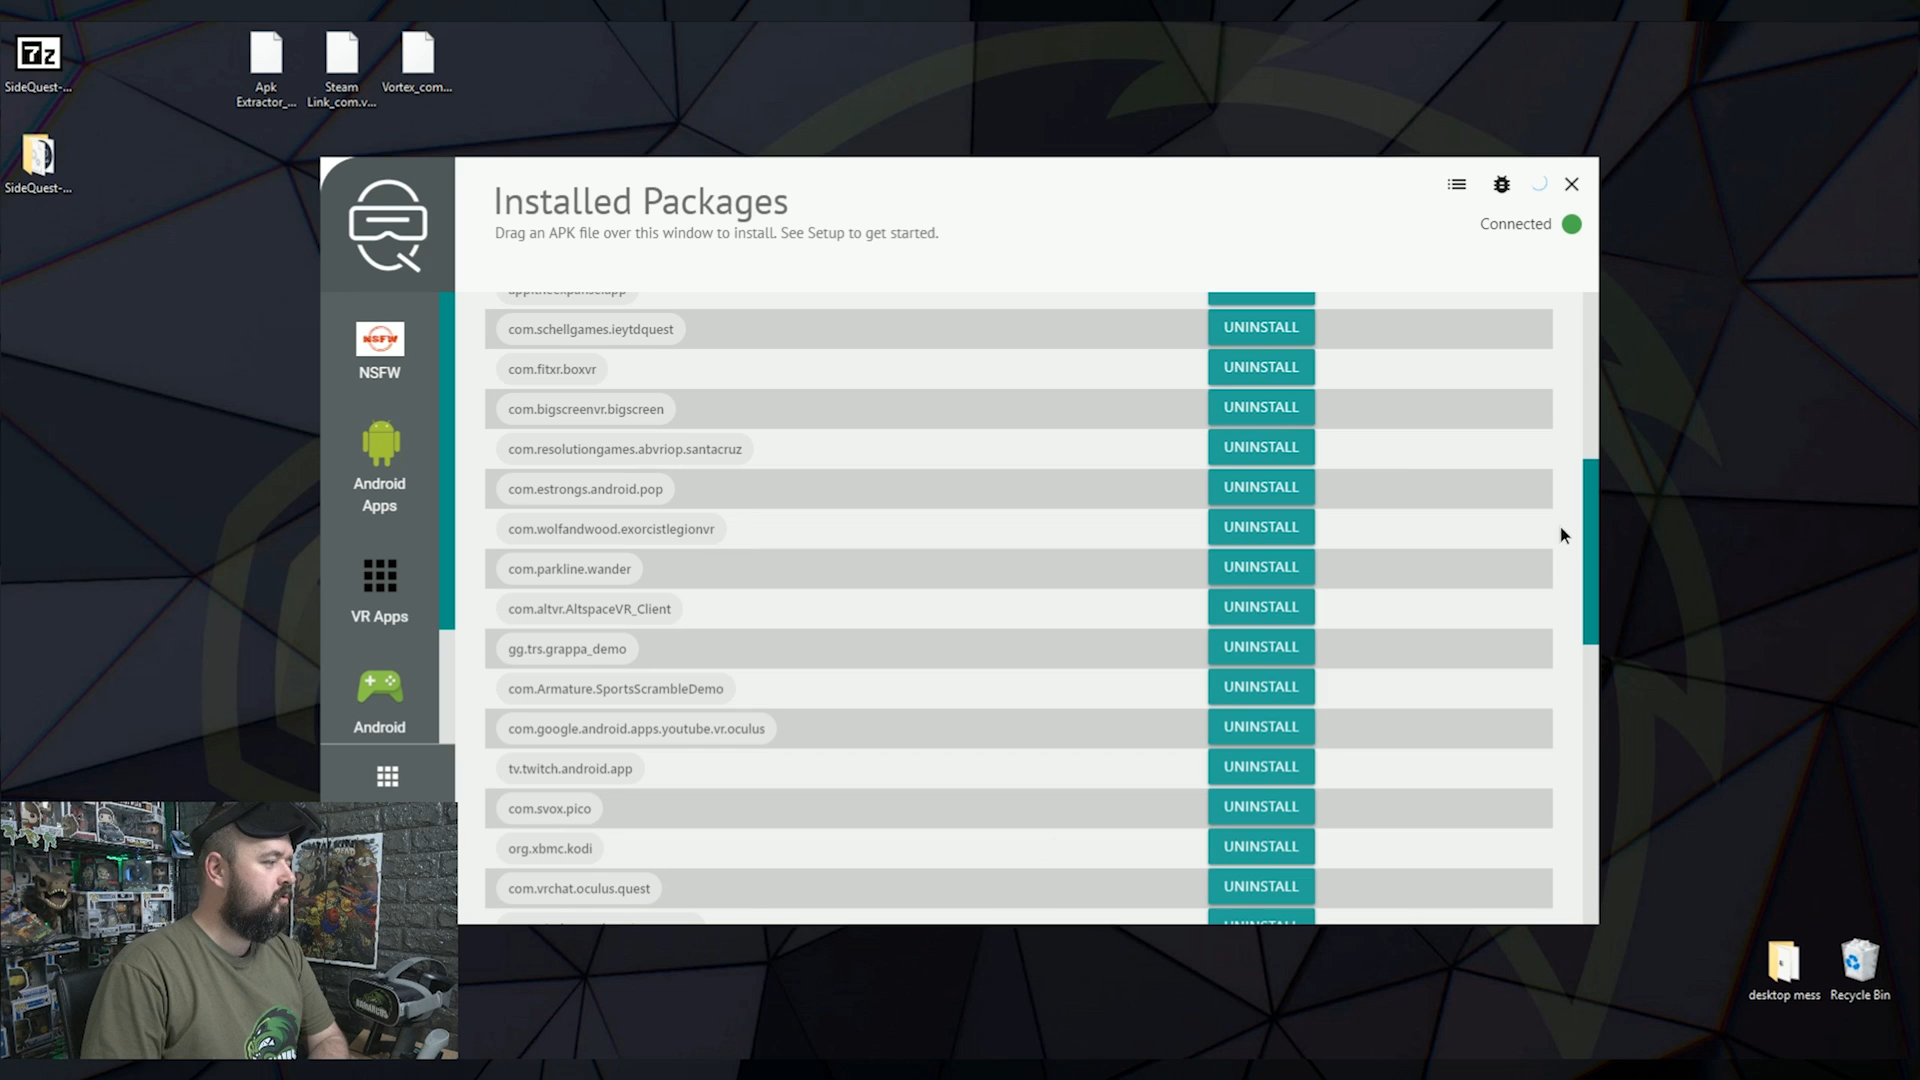 SideQuest-...
Apk
Extractor_...
Steam
Link_com.v...
Vortex_com...
SideQuest-...
Installed Packages
Drag an APK file over this window to install. See Setup to get started.
Connected
NSFW
NSFW
Android
Apps
VR Apps
Android
com.schellgames.ieytdquest UNINSTALL
com.fitxr.boxvr UNINSTALL
com.bigscreenvr.bigscreen UNINSTALL
com.resolutiongames.abvriop.santacruz UNINSTALL
com.estrongs.android.pop UNINSTALL
com.wolfandwood.exorcistlegionvr UNINSTALL
com.parkline.wander UNINSTALL
com.altvr.AltspaceVR_Client UNINSTALL
gg.trs.grappa_demo UNINSTALL
com.Armature.SportsScrambleDemo UNINSTALL
com.google.android.apps.youtube.vr.oculus UNINSTALL
tv.twitch.android.app UNINSTALL
com.svox.pico UNINSTALL
org.xbmc.kodi UNINSTALL
com.vrchat.oculus.quest UNINSTALL
UNINSTALL
desktop mess
Recycle Bin